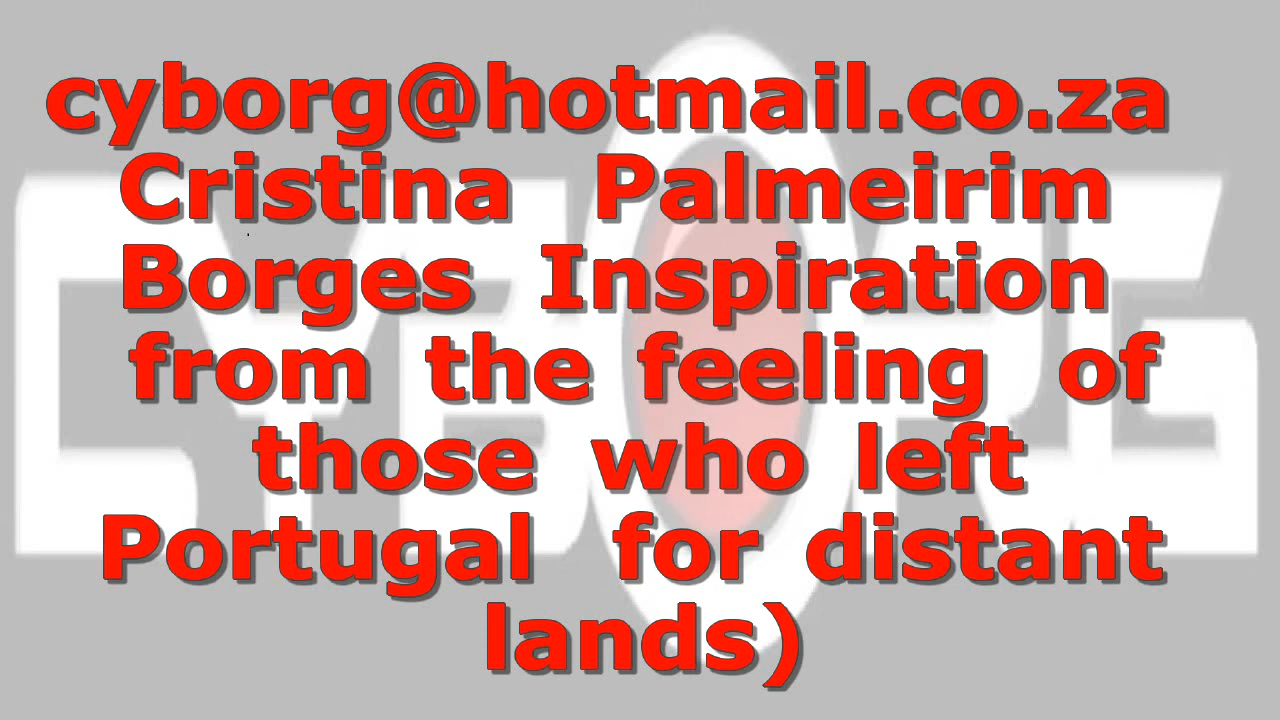 cyborg@hotmail.co.za
Cristina Palmeirim
Borges Inspiration
from the feeling of
those who left
Portugal for distant
lands)
CYBORG